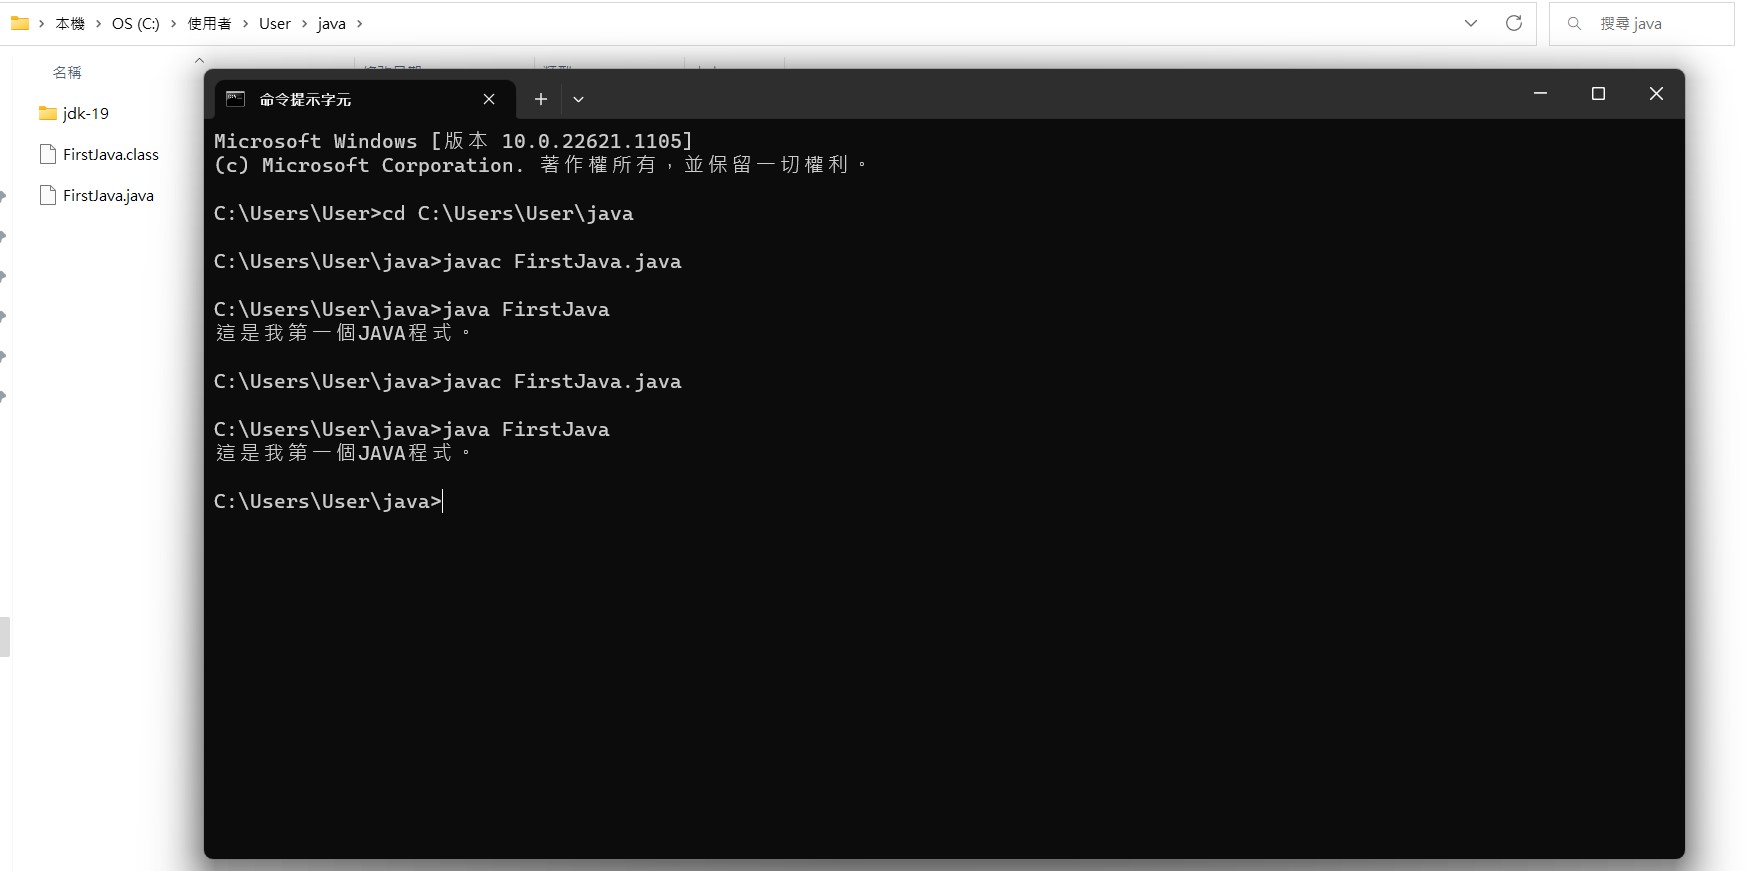 本機 > OS (C:) > 使用者 > User > java >
搜尋 java
名稱
jdk-19
FirstJava.class
FirstJava.java
命令提示字元
Microsoft Windows [版本 10.0.22621.1105]
(c) Microsoft Corporation. 著作權所有，並保留一切權利。
C:\Users\User>cd C:\Users\User\java
C:\Users\User\java>javac FirstJava.java
C:\Users\User\java>java FirstJava
這是我第一個JAVA程式。
C:\Users\User\java>javac FirstJava.java
C:\Users\User\java>java FirstJava
這是我第一個JAVA程式。
C:\Users\User\java>